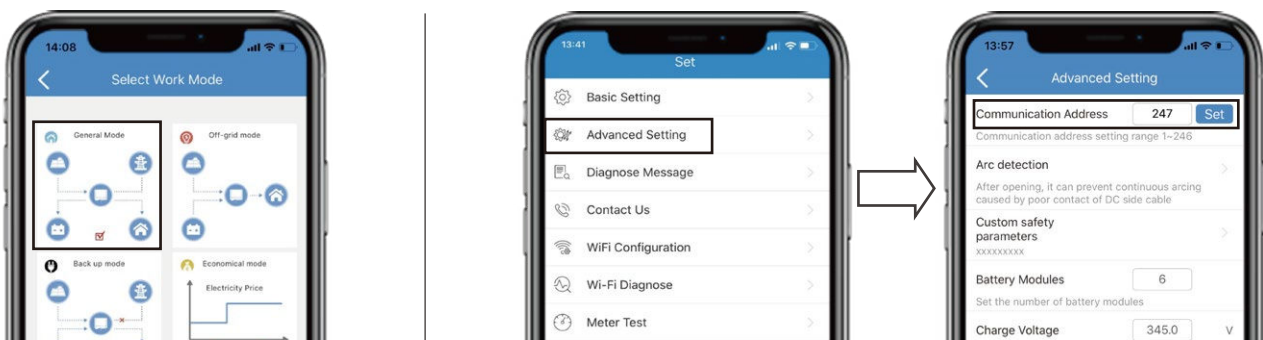 14:08
Select Work Mode
General Mode
Off-grid mode
Back up mode
Economical mode
Electricity Price
13:41
Set
Basic Setting
Advanced Setting
Diagnose Message
Contact Us
WiFi Configuration
Wi-Fi Diagnose
Meter Test
13:57
Advanced Setting
Communication Address 247 Set
Communication address setting range 1~246
Arc detection
After opening, it can prevent continuous arcing
caused by poor contact of DC side cable
Custom safety
parameters
xxxxxxxxx
Battery Modules 6
Set the number of battery modules
Charge Voltage 345.0 V